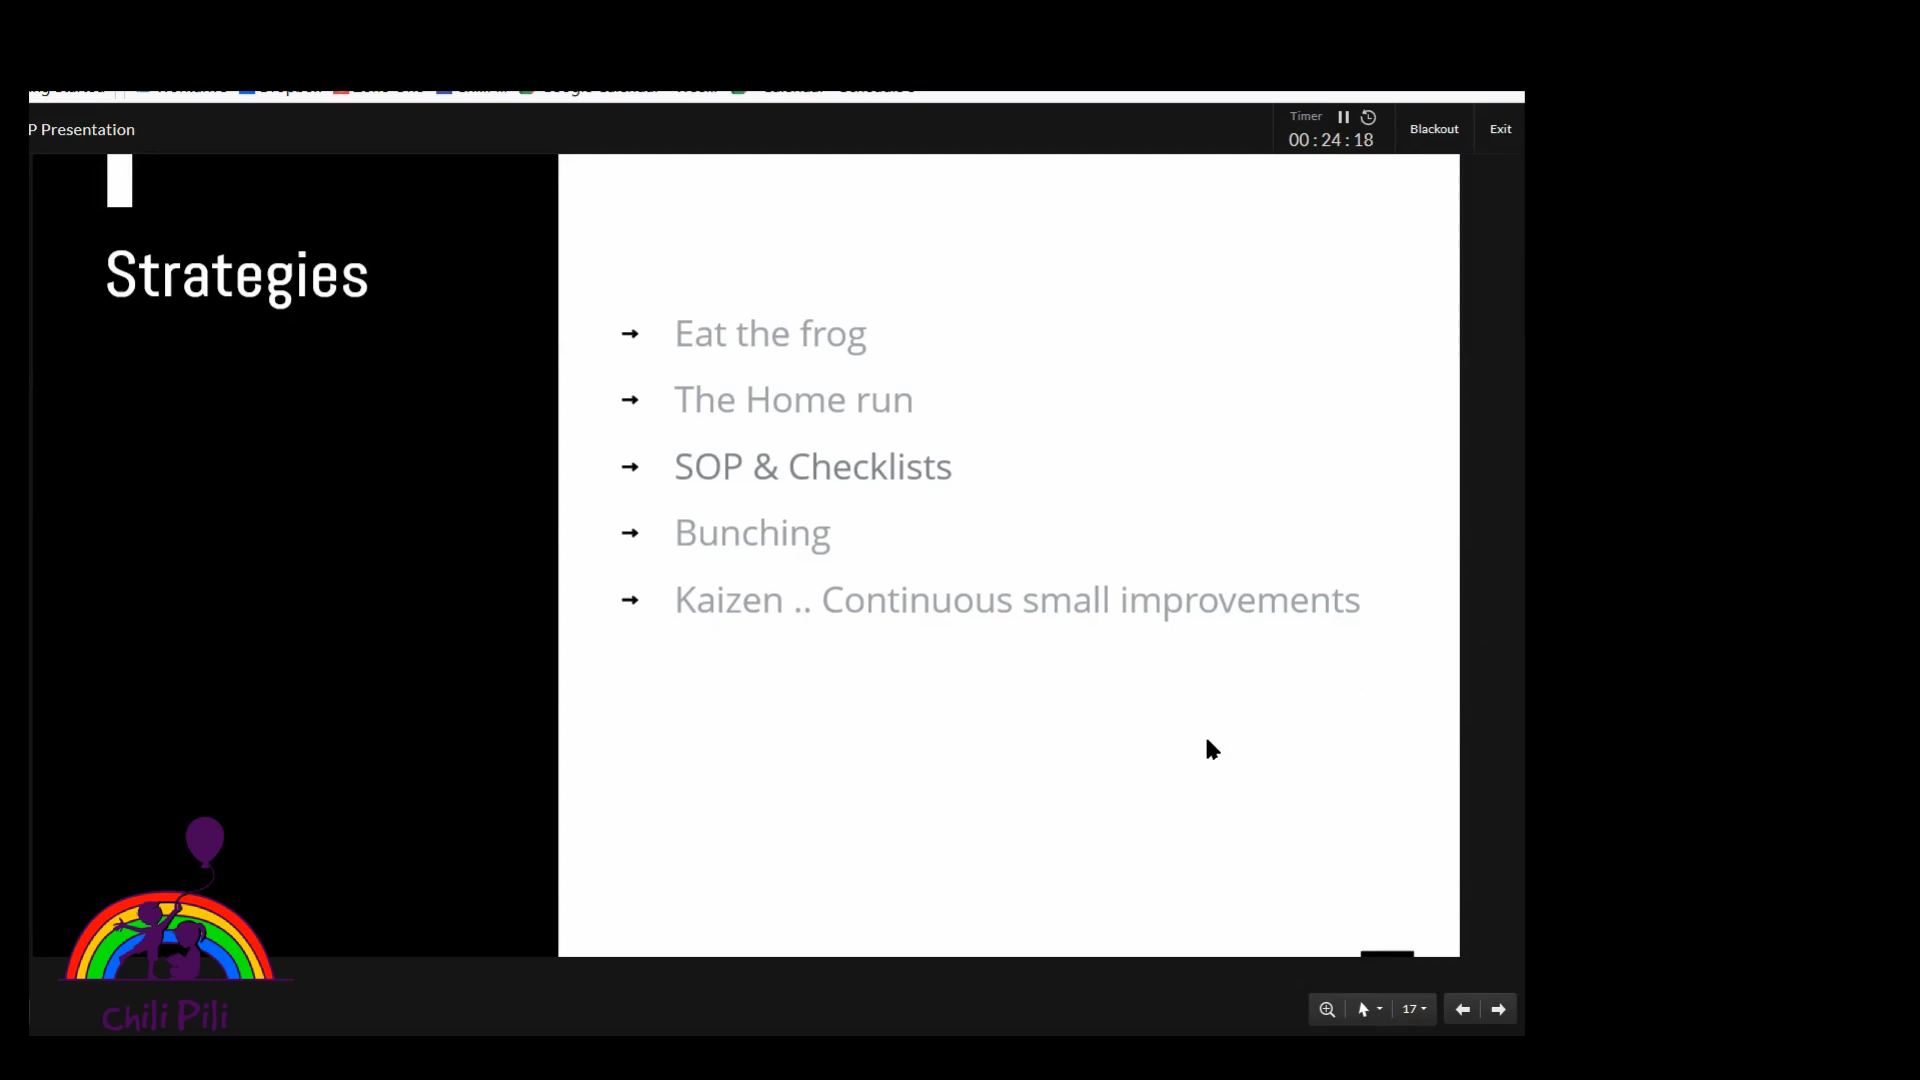 P Presentation
Timer
00:24:18
Blackout
Exit
Strategies
→ Eat the frog
→ The Home run
→ SOP & Checklists
→ Bunching
→ Kaizen .. Continuous small improvements
Chili Pili
17